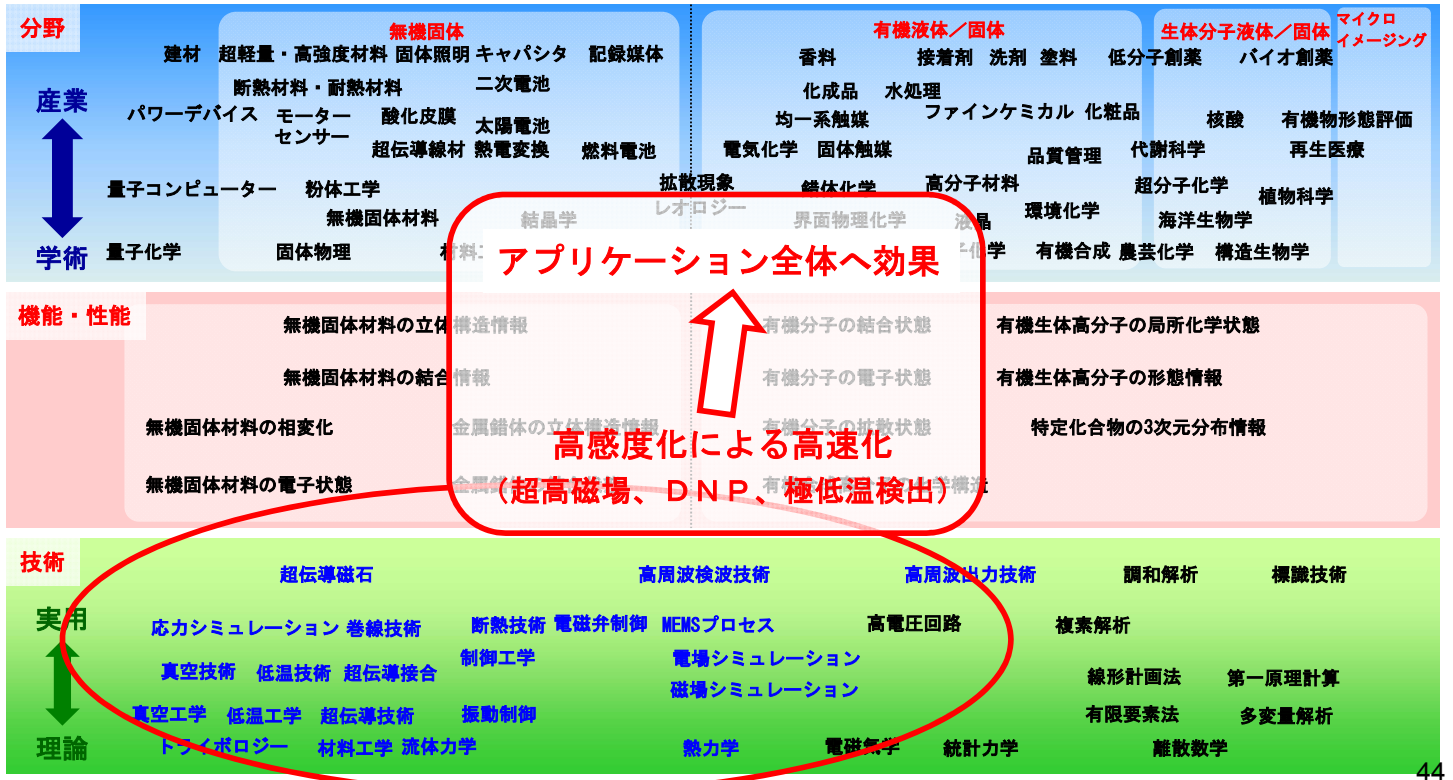 分野
無機固体
有機液体／固体
生体分子液体／固体
マイクロ
イメージング
建材 超軽量・高強度材料 固体照明 キャパシタ 記録媒体
香料 接着剤 洗剤 塗料 低分子創薬 バイオ創薬
断熱材料・耐熱材料 二次電池
化成品 水処理
産業
パワーデバイス モーター 酸化皮膜 太陽電池
センサー
均一系触媒 ファインケミカル 化粧品 核酸 有機物形態評価
超伝導線材 熱電変換 燃料電池
電気化学 固体触媒 品質管理 代謝科学 再生医療
量子コンピューター 粉体工学 拡散現象 錯体化学 高分子材料 超分子化学 植物科学
無機固体材料 結晶学 レオロジー 界面物理化学 液晶 環境化学 海洋生物学
学術
量子化学 固体物理 材料工 子化学 有機合成 農芸化学 構造生物学
アプリケーション全体へ効果
機能・性能
無機固体材料の立体構造情報 有機分子の結合状態 有機生体高分子の局所化学状態
無機固体材料の結合情報 有機分子の電子状態 有機生体高分子の形態情報
無機固体材料の相変化 金属錯体の立体構造情報 有機分子の拡散状態 特定化合物の3次元分布情報
高感度化による高速化
無機固体材料の電子状態
（超高磁場、ＤＮＰ、極低温検出）
技術
超伝導磁石 高周波検波技術 高周波出力技術 調和解析 標識技術
実用
応力シミュレーション 巻線技術 断熱技術 電磁弁制御 MEMSプロセス 高電圧回路 複素解析
制御工学 電場シミュレーション
真空技術 低温技術 超伝導接合 線形計画法 第一原理計算
磁場シミュレーション
真空工学 低温工学 超伝導技術 振動制御 有限要素法 多変量解析
理論
トライボロジー 材料工学 流体力学 熱力学 電磁気学 統計力学 離散数学
44